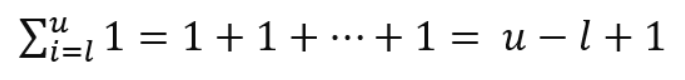 ∑_{i=l}^{u} 1 = 1 + 1 + ⋯ + 1 = u − l + 1